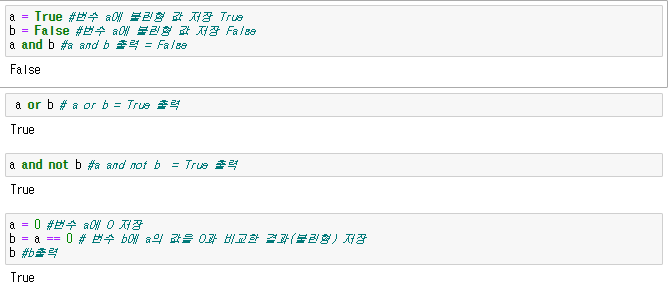 a = True #변수 a에 불린형 값 저장 True
b = False #변수 a에 불린형 값 저장 False
a and b #a and b 출력 = False
False
a or b # a or b = True 출력
True
a and not b #a and not b = True 출력
True
a = 0 #변수 a에 0 저장
b = a == 0 # 변수 b에 a의 값을 0과 비교한 결과(불린형) 저장
b #b출력
True